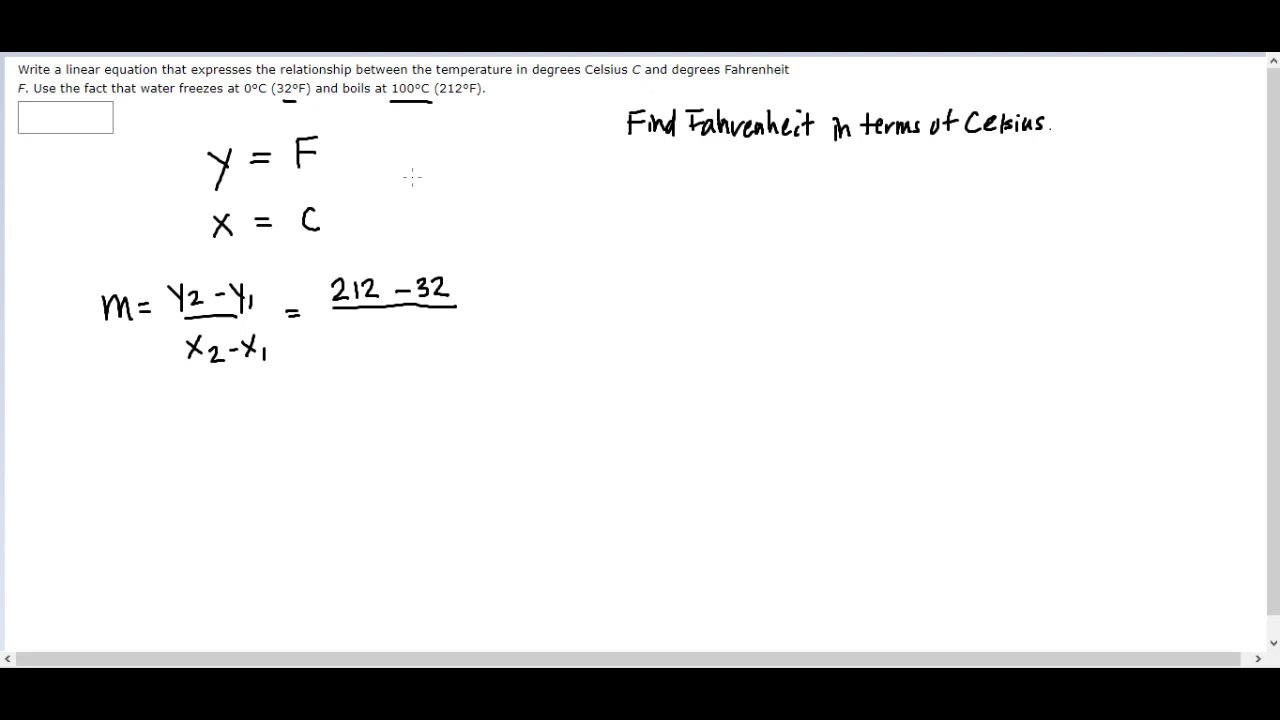 Write a linear equation that expresses the relationship between the temperature in degrees Celsius C and degrees Fahrenheit
F. Use the fact that water freezes at 0°C (32°F) and boils at 100°C (212°F).
Find Fahrenheit in terms of Celsius.
y = F
x = C
m = y2 - y1 / x2 - x1 = 212 - 32